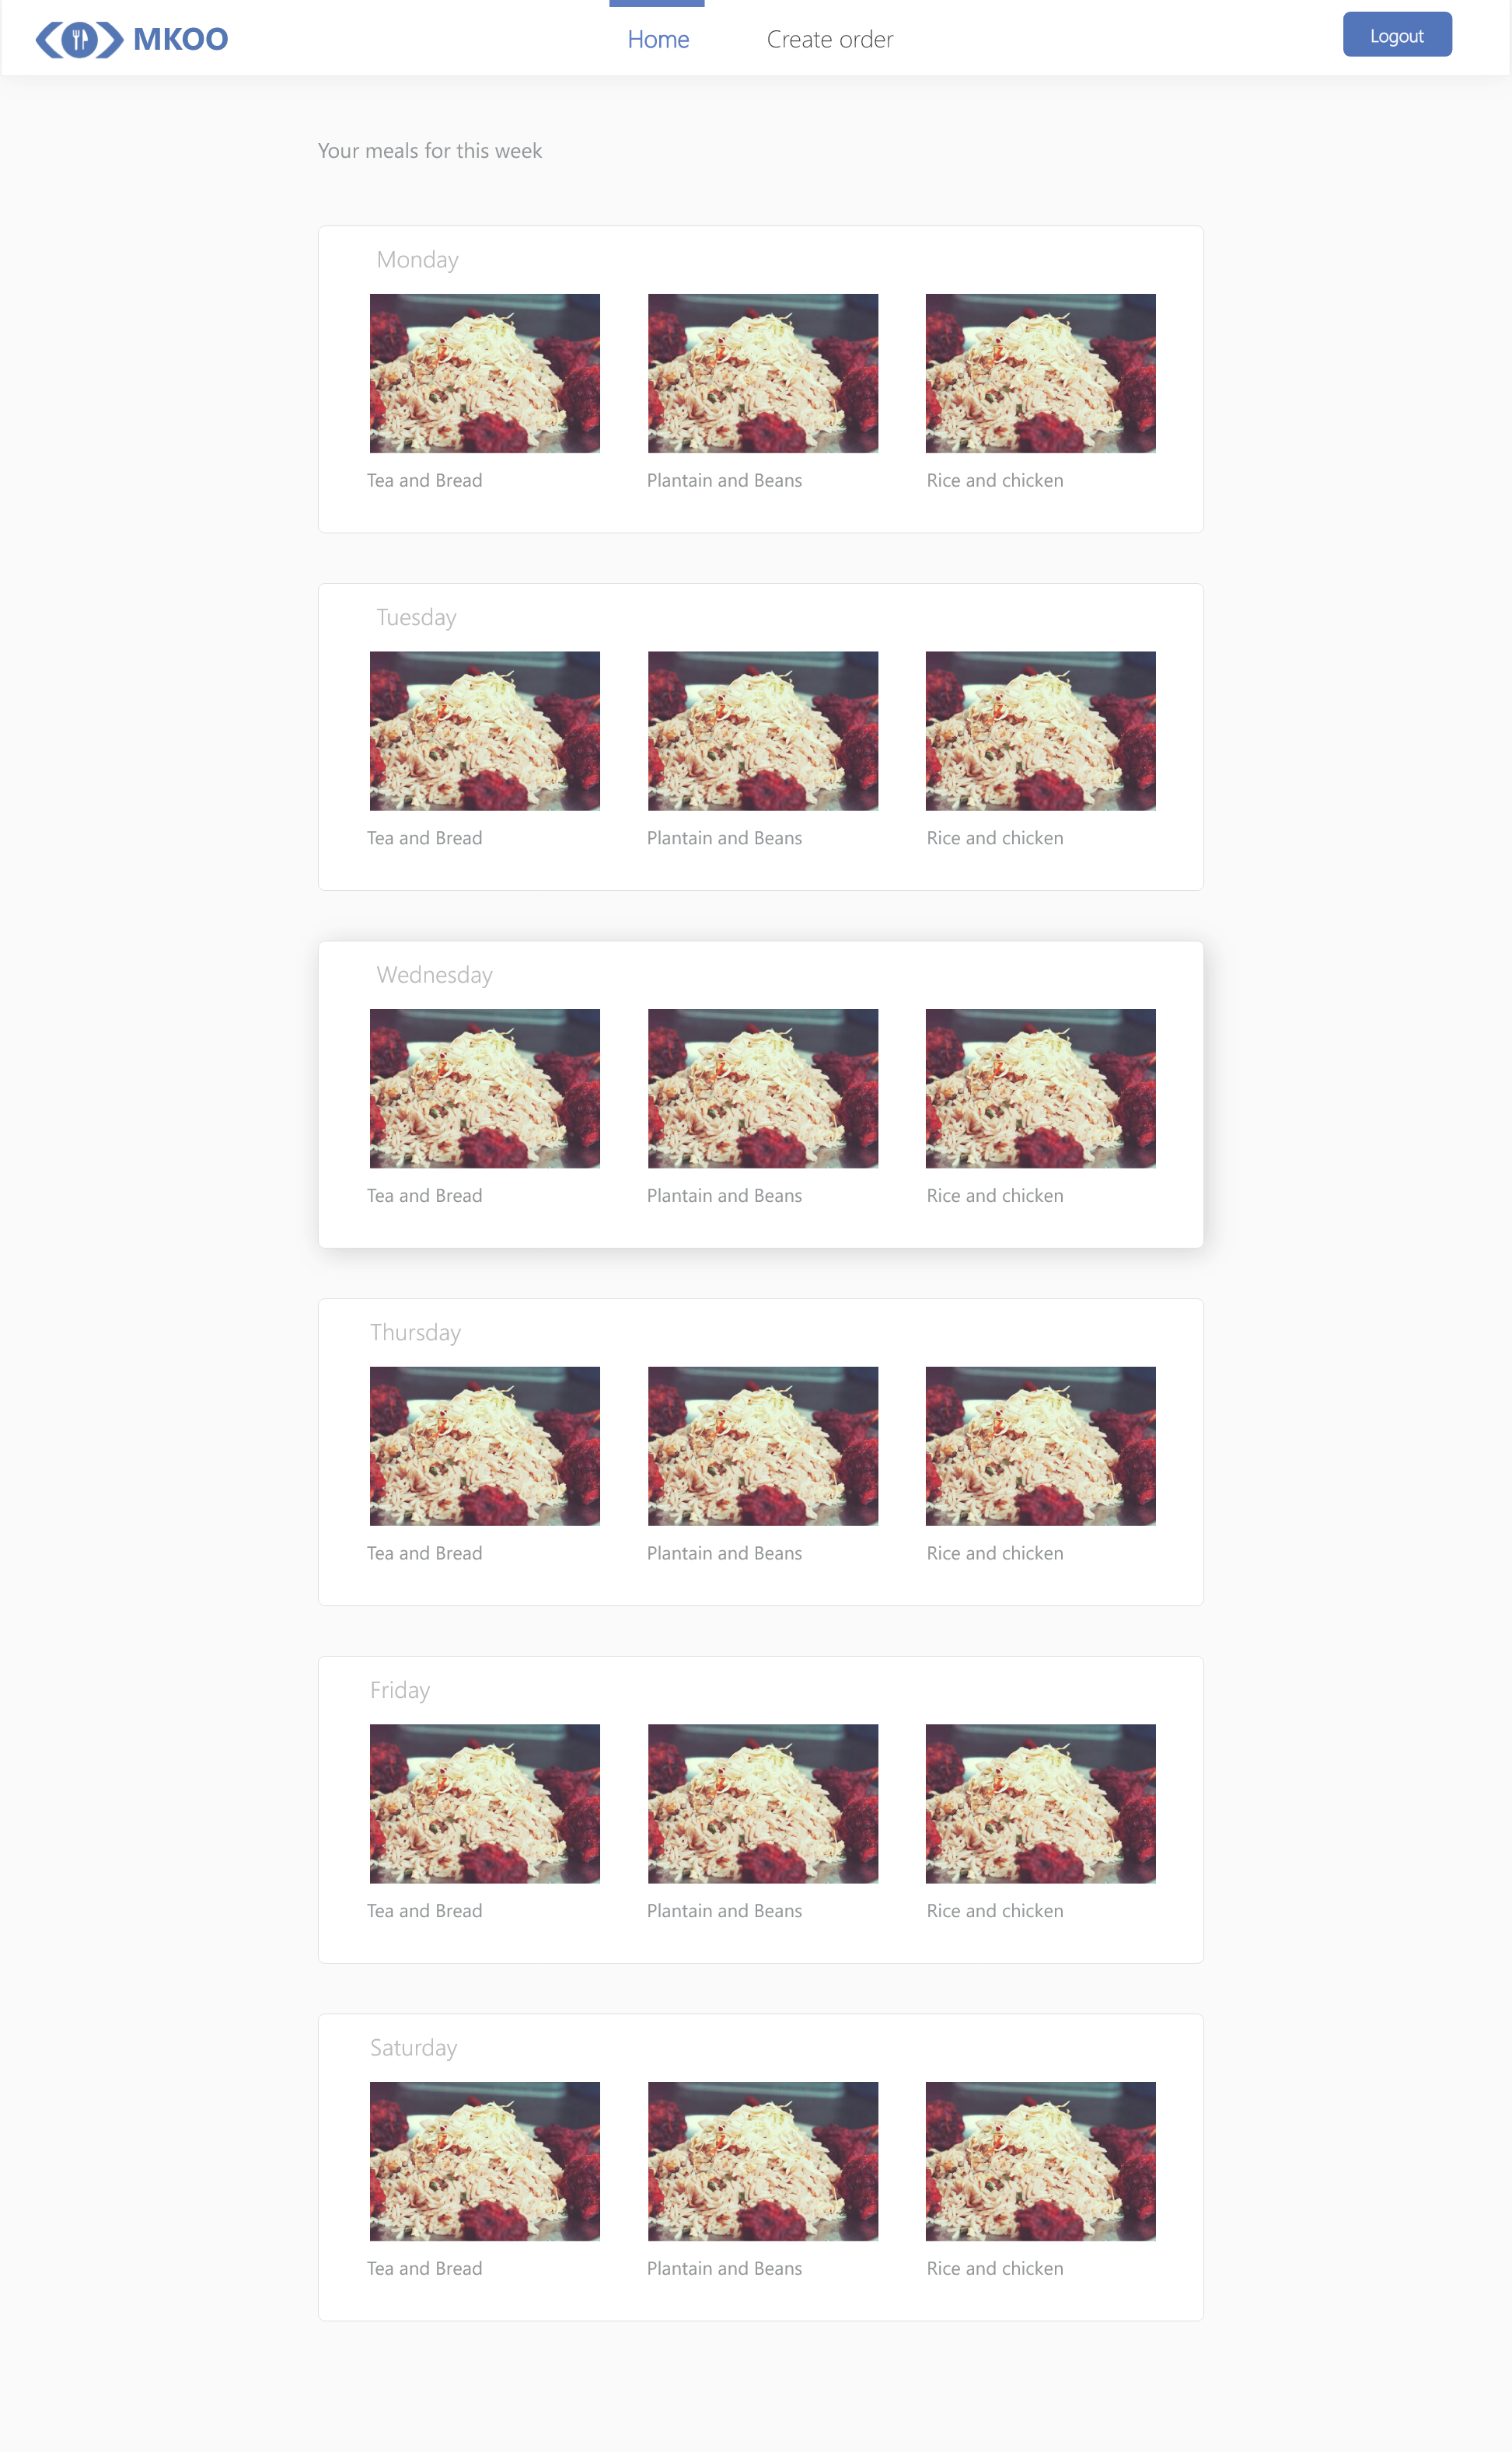 MKOO
Home
Create order
Logout
Your meals for this week
Monday
Tea and Bread
Plantain and Beans
Rice and chicken
Tuesday
Tea and Bread
Plantain and Beans
Rice and chicken
Wednesday
Tea and Bread
Plantain and Beans
Rice and chicken
Thursday
Tea and Bread
Plantain and Beans
Rice and chicken
Friday
Tea and Bread
Plantain and Beans
Rice and chicken
Saturday
Tea and Bread
Plantain and Beans
Rice and chicken